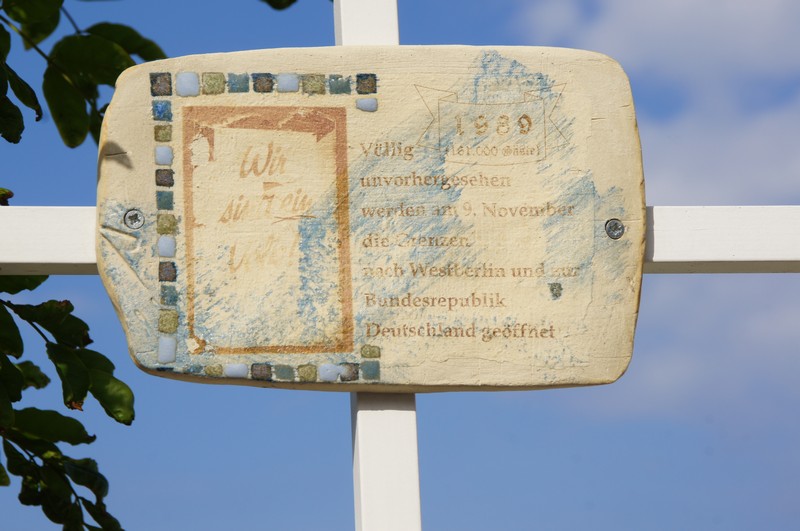 Wir
sind ein
Volk!
1989
Völlig
unvorhergesehen
werden am 9. November
die Grenzen
nach Westberlin und zur
Bundesrepublik
Deutschland geöffnet